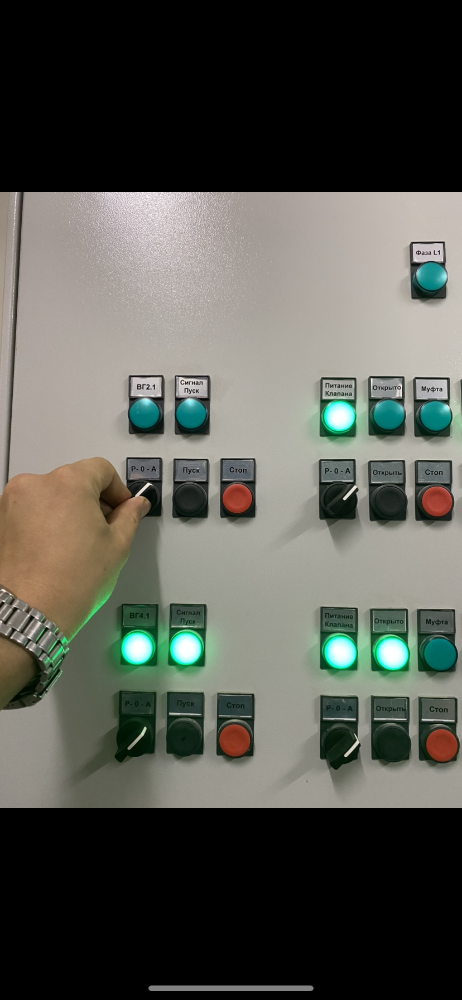 Фаза L1
ВГ2.1
Сигнал
Пуск
Питание
Клапана
Открыто
Муфта
Р- 0 - А
Пуск
Стоп
Р- 0 - А
Открыть
Стоп
ВГ4.1
Сигнал
Пуск
Питание
Клапана
Открыто
Муфта
Р- 0 - А
Пуск
Стоп
Р- 0 - А
Открыть
Стоп